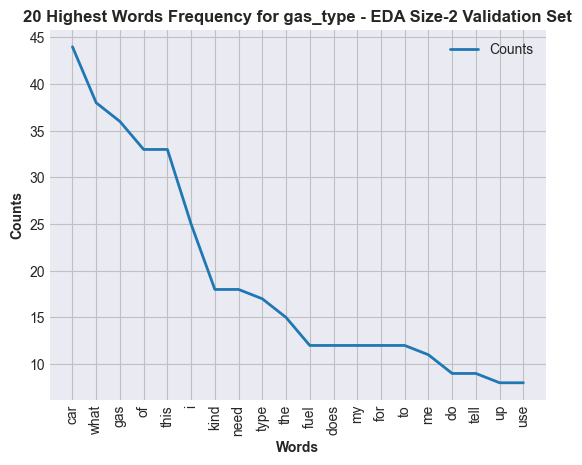 20 Highest Words Frequency for gas_type - EDA Size-2 Validation Set
Counts
45
40
35
30
25
20
15
10
Counts
car
what
gas
of
this
i
kind
need
type
the
fuel
does
my
for
to
me
do
tell
up
use
Words